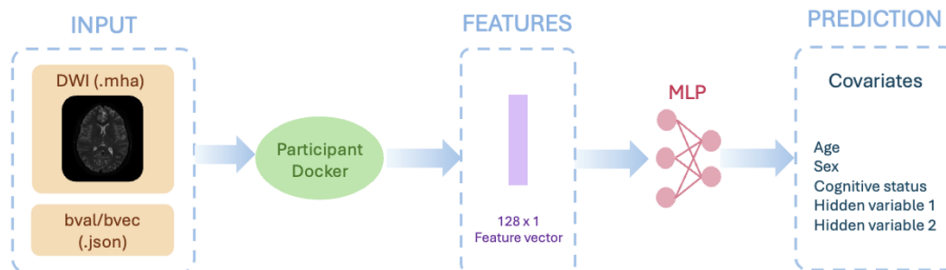 INPUT
DWI (.mha)
bval/bvec
(.json)
Participant
Docker
FEATURES
128 x 1
Feature vector
MLP
PREDICTION
Covariates
Age
Sex
Cognitive status
Hidden variable 1
Hidden variable 2